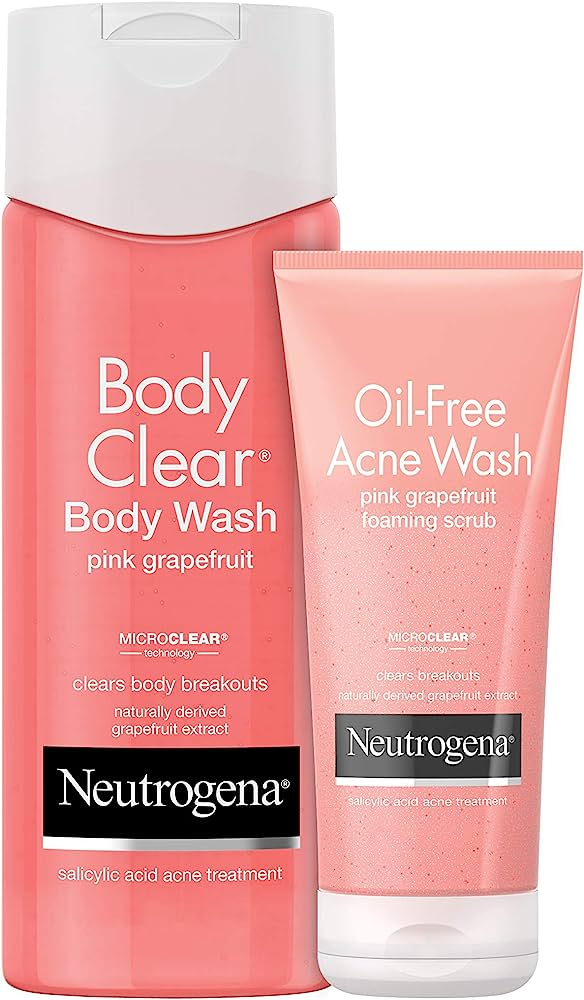 Body
Clear®
Body Wash
pink grapefruit
MICROCLEAR®
technology
clears body breakouts
naturally derived
grapefruit extract
Neutrogena®
salicylic acid acne treatment
Oil-Free
Acne Wash
pink grapefruit
foaming scrub
MICROCLEAR®
technology
clears breakouts
naturally derived grapefruit extract
Neutrogena®
salicylic acid acne treatment